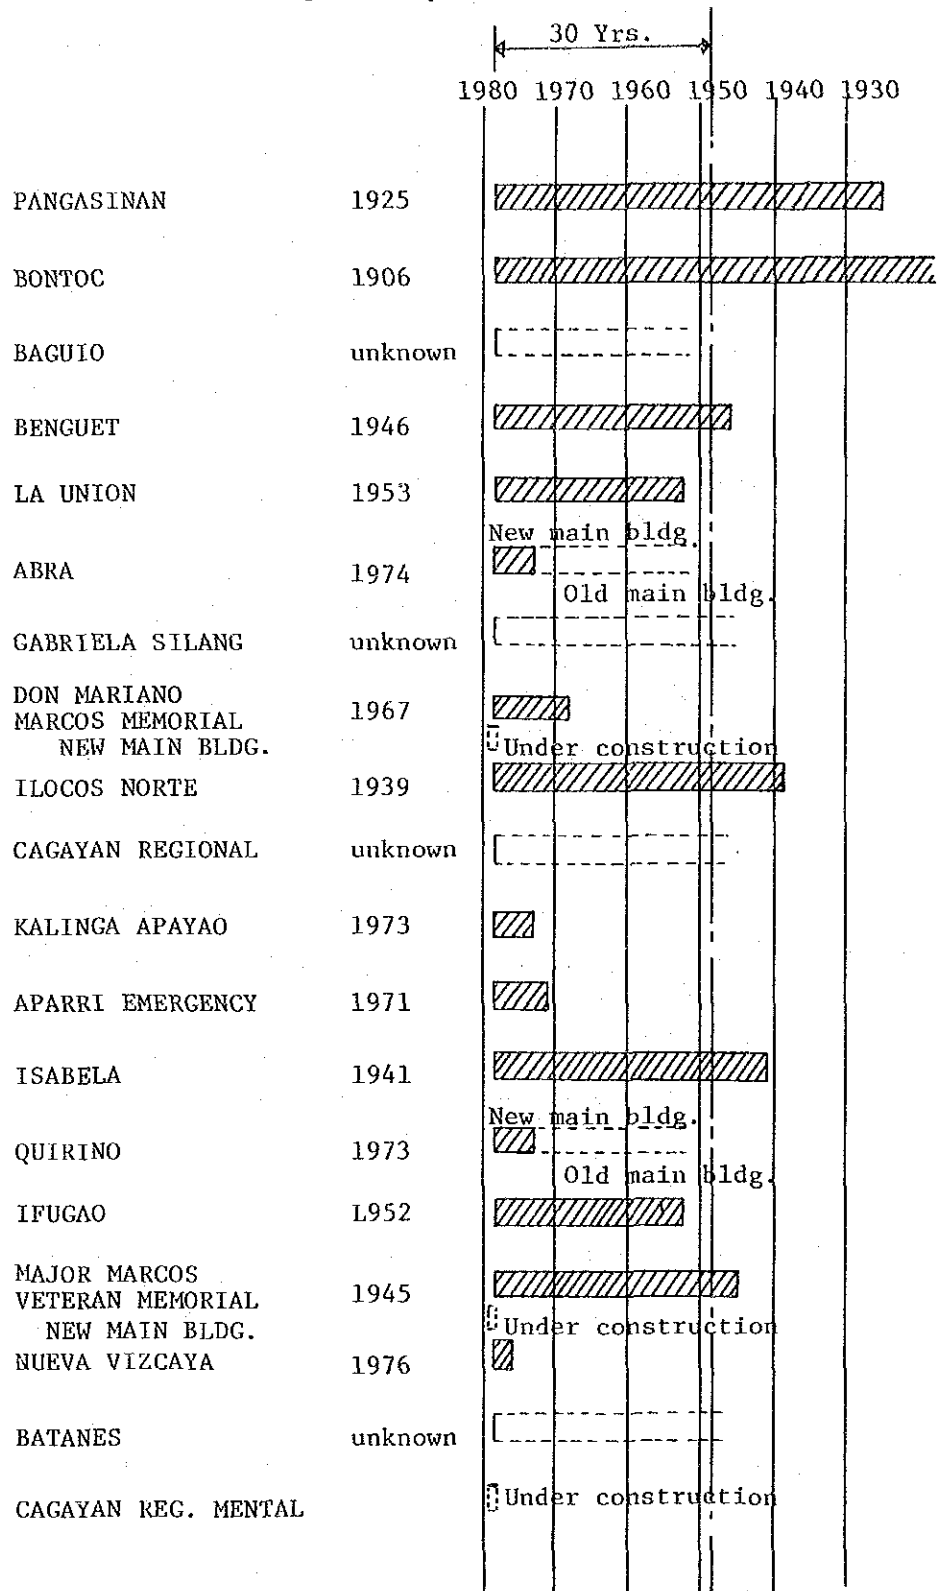 30 Yrs.
1980 1970 1960 1950 1940 1930
PANGASINAN 1925
BONTOC 1906
BAGUIO unknown
BENGUET 1946
LA UNION 1953
New main bldg.
ABRA 1974
Old main bldg.
GABRIELA SILANG unknown
DON MARIANO
MARCOS MEMORIAL 1967
NEW MAIN BLDG. Under construction
ILOCOS NORTE 1939
CAGAYAN REGIONAL unknown
KALINGA APAYAO 1973
APARRI EMERGENCY 1971
ISABELA 1941
New main bldg.
QUIRINO 1973
Old main bldg.
IFUGAO L952
MAJOR MARCOS
VETERAN MEMORIAL 1945
NEW MAIN BLDG. Under construction
NUEVA VIZCAYA 1976
BATANES unknown
CAGAYAN REG. MENTAL Under construction